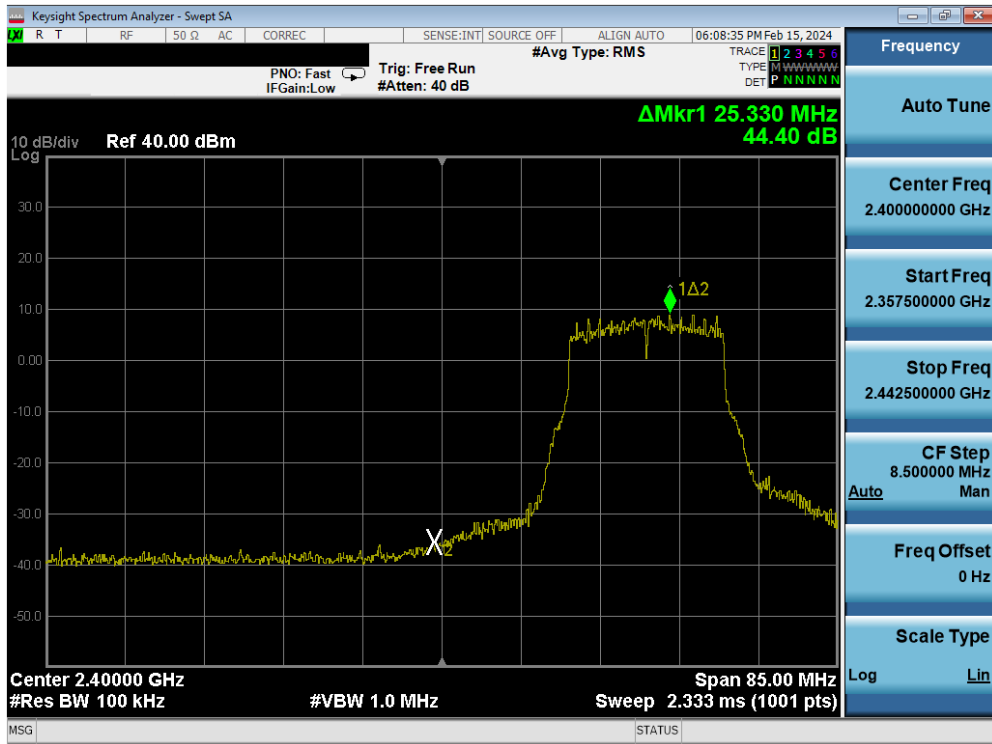 Keysight Spectrum Analyzer - Swept SA
LXI R T RF 50 Ω AC CORREC SENSE:INT SOURCE OFF ALIGN AUTO 06:08:35 PM Feb 15, 2024
#Avg Type: RMS
TRACE 1 2 3 4 5 6
TYPE M W W W W W
DET P N N N N N
PNO: Fast
IFGain:Low
Trig: Free Run
#Atten: 40 dB
ΔMkr1 25.330 MHz
44.40 dB
10 dB/div
Log
Ref 40.00 dBm
30.0
20.0
10.0
0.00
-10.0
-20.0
-30.0
-40.0
-50.0
1Δ2
X2
Center 2.40000 GHz
Span 85.00 MHz
#Res BW 100 kHz
#VBW 1.0 MHz
Sweep 2.333 ms (1001 pts)
MSG
STATUS
Frequency
Auto Tune
Center Freq
2.400000000 GHz
Start Freq
2.357500000 GHz
Stop Freq
2.442500000 GHz
CF Step
8.500000 MHz
Auto Man
Freq Offset
0 Hz
Scale Type
Log Lin